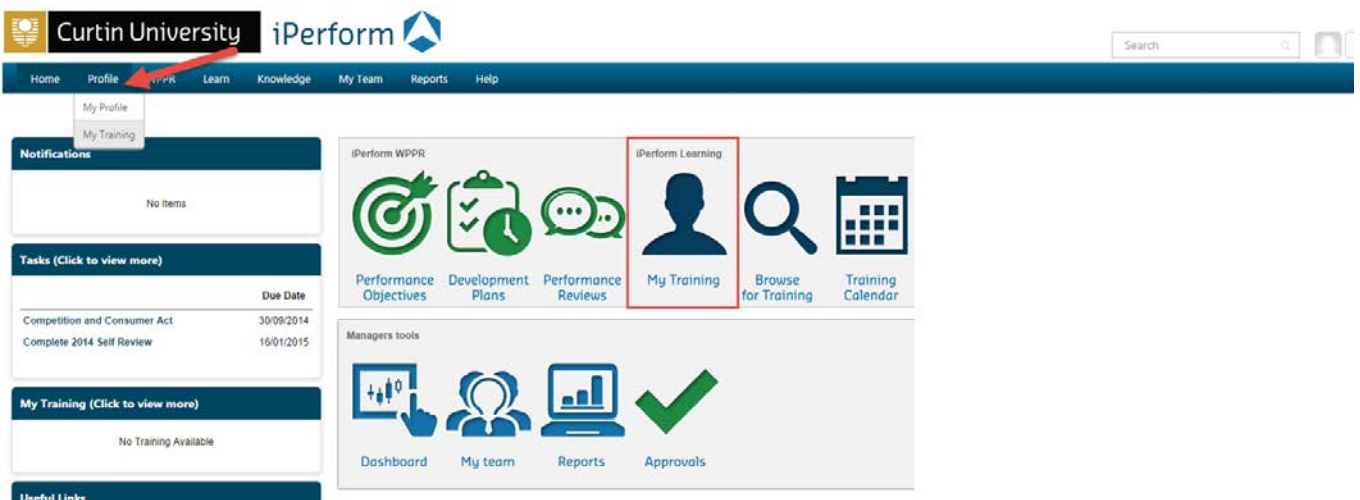 Curtin University iPerform
Search
Home Profile WPPR Learn Knowledge My Team Reports Help
My Profile
My Training
Notifications
No Items
Tasks (Click to view more)
Due Date
Competition and Consumer Act 30/09/2014
Complete 2014 Self Review 16/01/2015
My Training (Click to view more)
No Training Available
Useful Links
iPerform WPPR
iPerform Learning
Performance Objectives
Development Plans
Performance Reviews
My Training
Browse for Training
Training Calendar
Managers tools
Dashboard
My team
Reports
Approvals